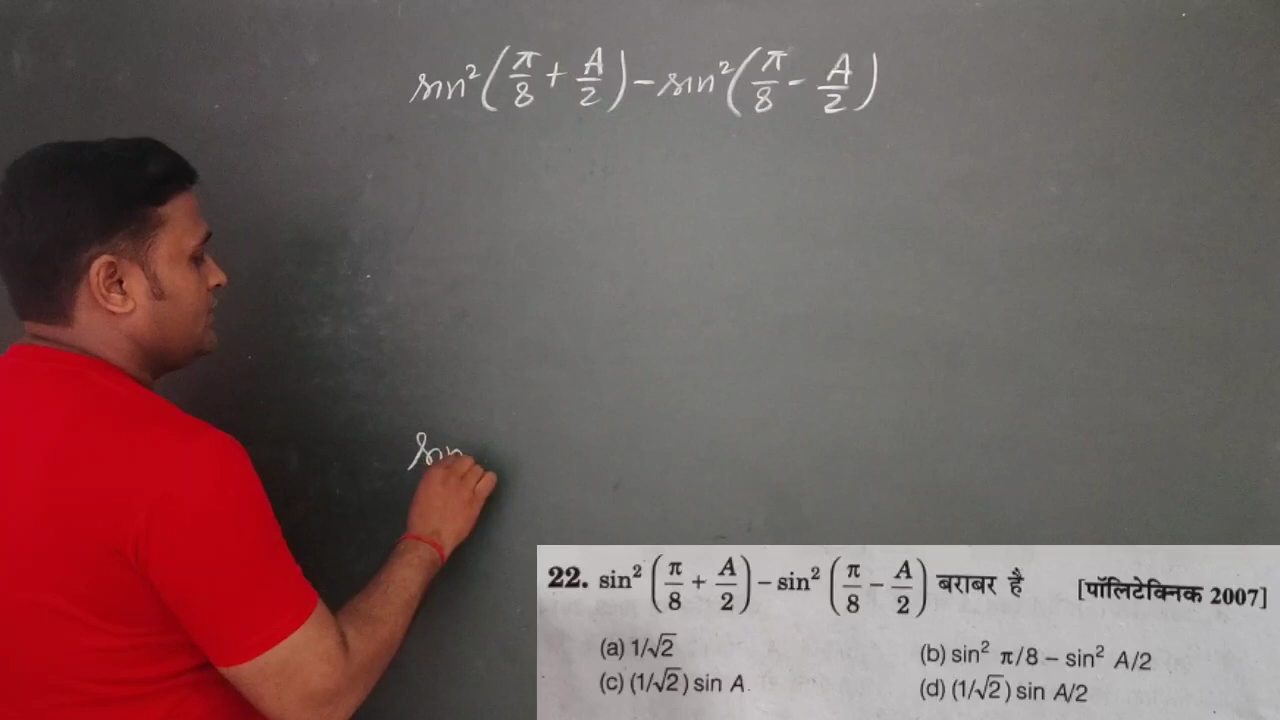 sin²(π/8 + A/2) – sin²(π/8 – A/2)
sin
22. sin² (π/8 + A/2) – sin² (π/8 – A/2) बराबर है [पॉलिटेक्निक 2007]
(a) 1/√2 (b) sin² π/8 – sin² A/2
(c) (1/√2) sin A. (d) (1/√2) sin A/2